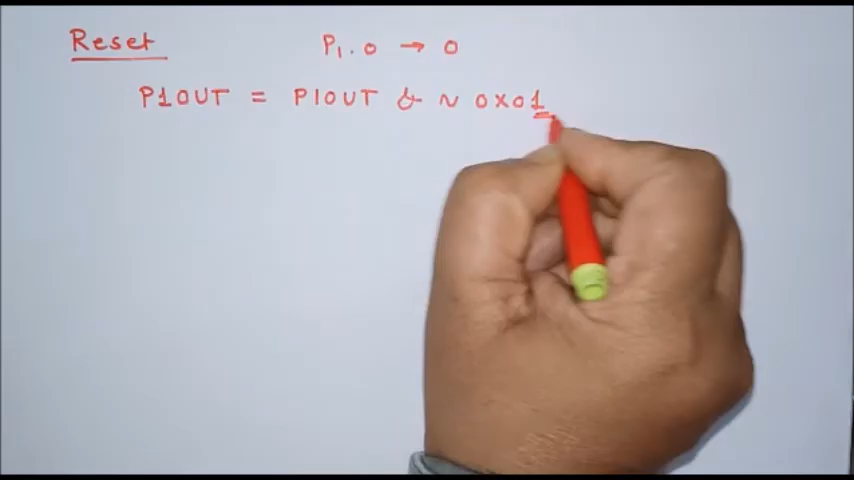 Reset
P1.0 → 0
P1OUT = P1OUT & ~ 0x01